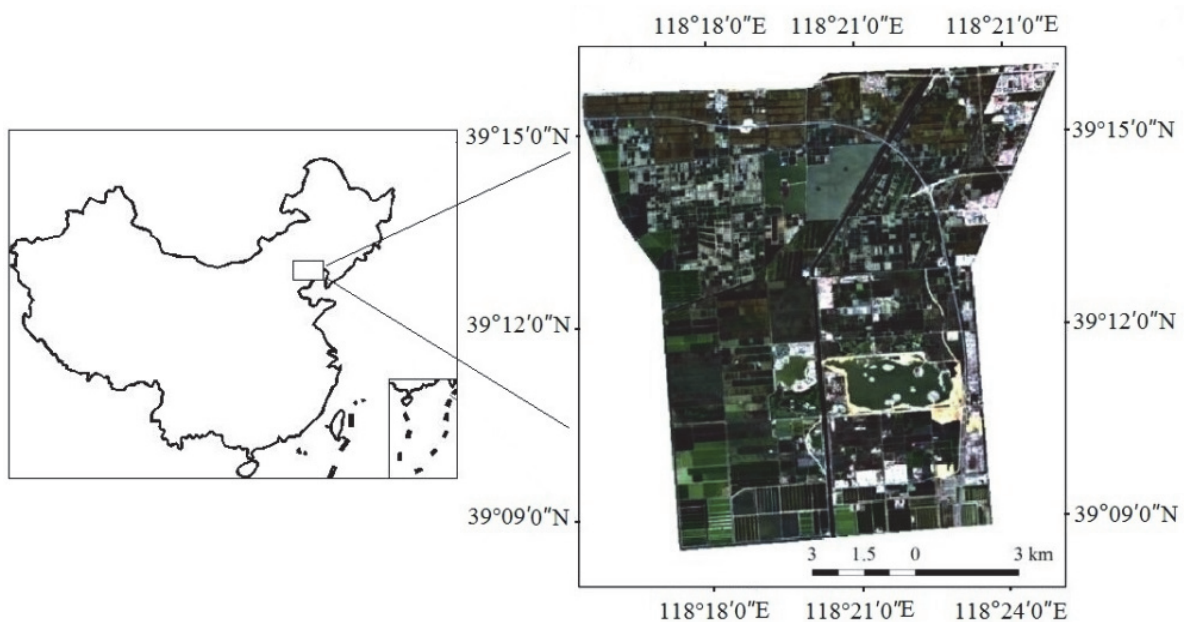 118°18′0″E 118°21′0″E 118°21′0″E
39°15′0″N 39°15′0″N
39°12′0″N 39°12′0″N
39°09′0″N 39°09′0″N
3 1.5 0 3 km
118°18′0″E 118°21′0″E 118°24′0″E